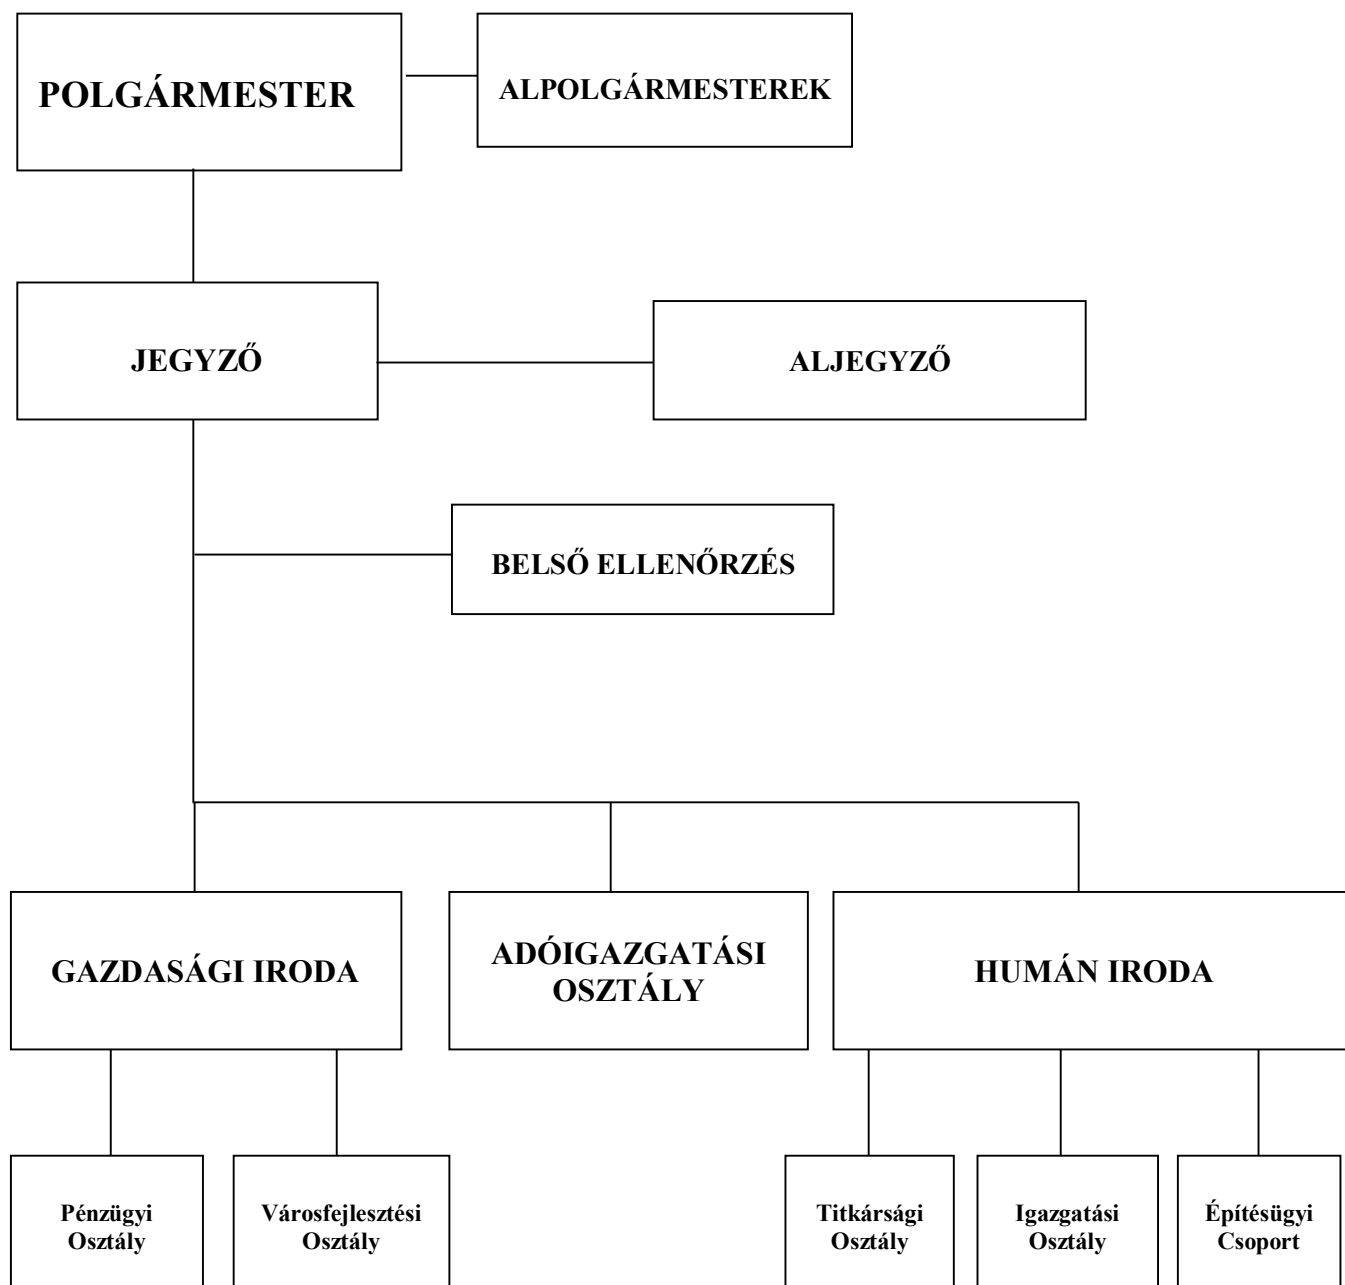 POLGÁRMESTER
ALPOLGÁRMESTEREK
JEGYZŐ
ALJEGYZŐ
BELSŐ ELLENŐRZÉS
GAZDASÁGI IRODA
ADÓIGAZGATÁSI
OSZTÁLY
HUMÁN IRODA
Pénzügyi
Osztály
Városfejlesztési
Osztály
Titkársági
Osztály
Igazgatási
Osztály
Építésügyi
Csoport